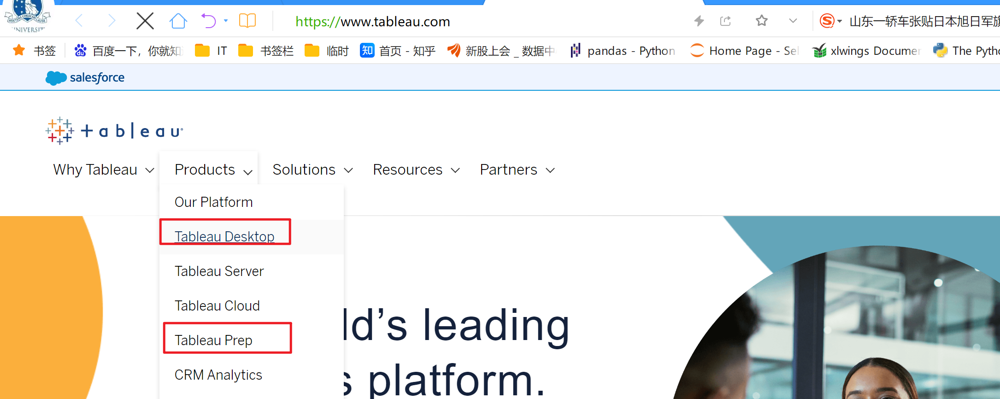 https://www.tableau.com
山东一轿车张贴日本旭日军旗
书签 百度一下，你就知 IT 书签栏 临时 知 首页 - 知乎 新股上会 _ 数据中 pandas - Python Home Page - Sel xlwings Documen The Pytho
salesforce
+ableau
Why Tableau Products Solutions Resources Partners
Our Platform
Tableau Desktop
Tableau Server
Tableau Cloud
Tableau Prep
CRM Analytics
ld’s leading
s platform.